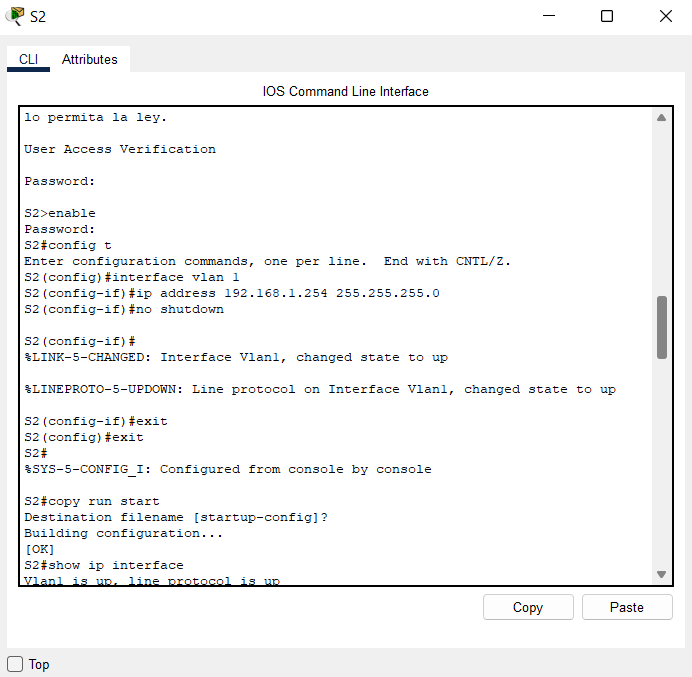 S2
CLI
Attributes
IOS Command Line Interface
lo permita la ley.
User Access Verification
Password:
S2>enable
Password:
S2#config t
Enter configuration commands, one per line.  End with CNTL/Z.
S2(config)#interface vlan 1
S2(config-if)#ip address 192.168.1.254 255.255.255.0
S2(config-if)#no shutdown
S2(config-if)#
%LINK-5-CHANGED: Interface Vlan1, changed state to up
%LINEPROTO-5-UPDOWN: Line protocol on Interface Vlan1, changed state to up
S2(config-if)#exit
S2(config)#exit
S2#
%SYS-5-CONFIG_I: Configured from console by console
S2#copy run start
Destination filename [startup-config]?
Building configuration...
[OK]
S2#show ip interface
Vlan1 is up, line protocol is up
Copy
Paste
Top